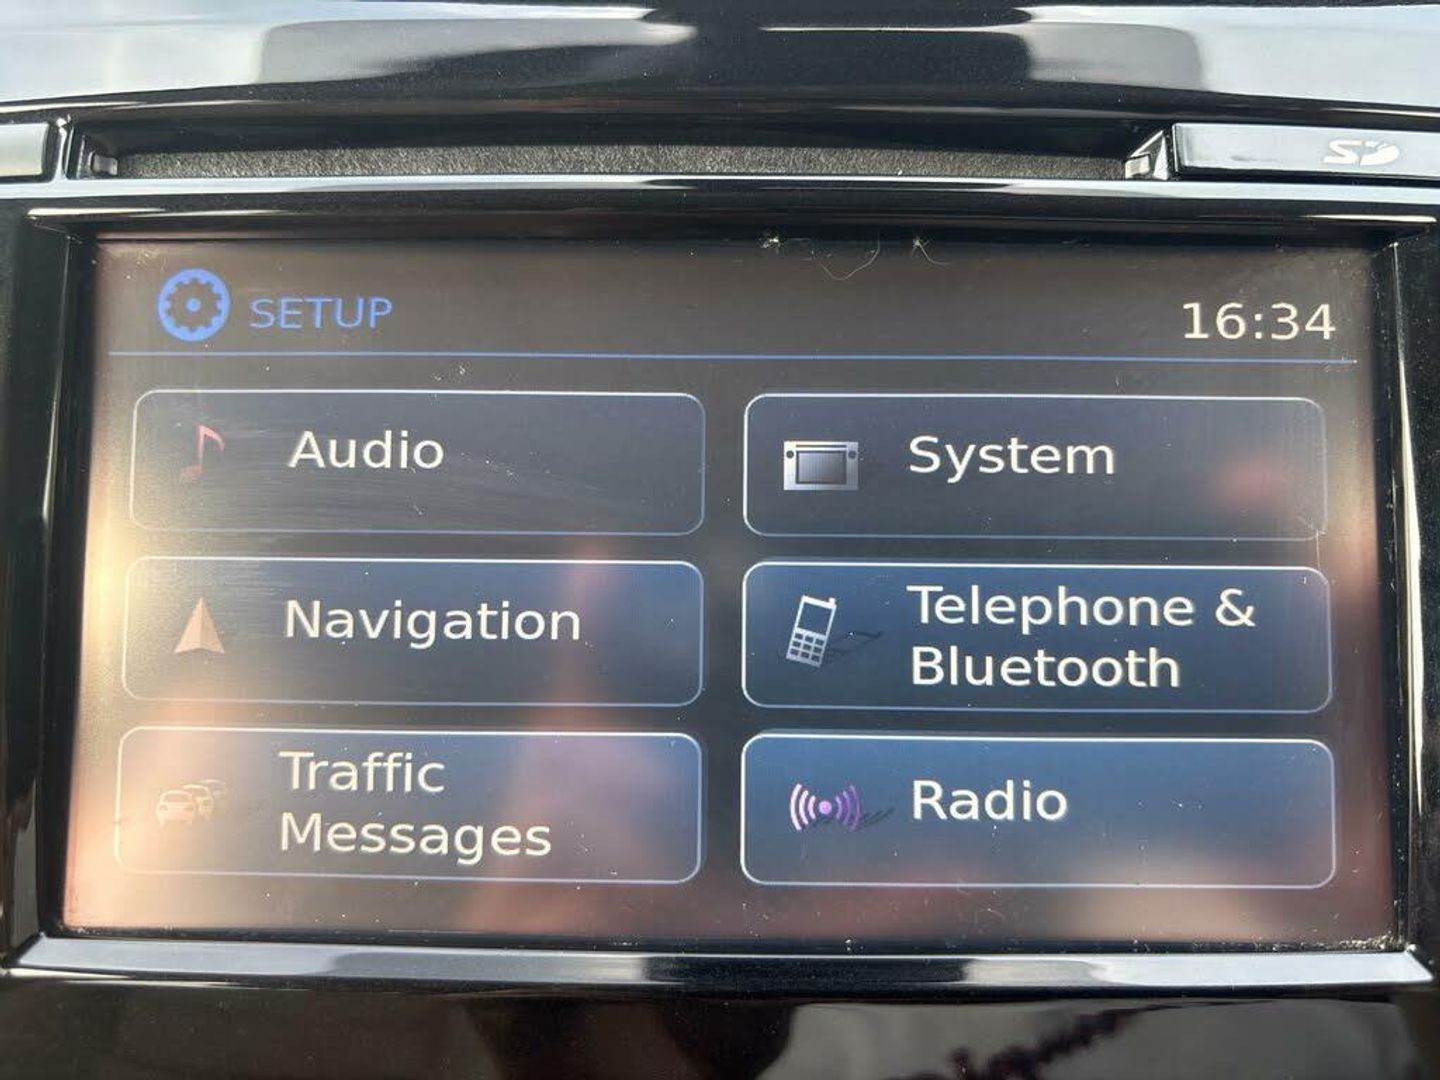 SD
SETUP
16:34
Audio
System
Navigation
Telephone &
Bluetooth
Traffic
Messages
Radio